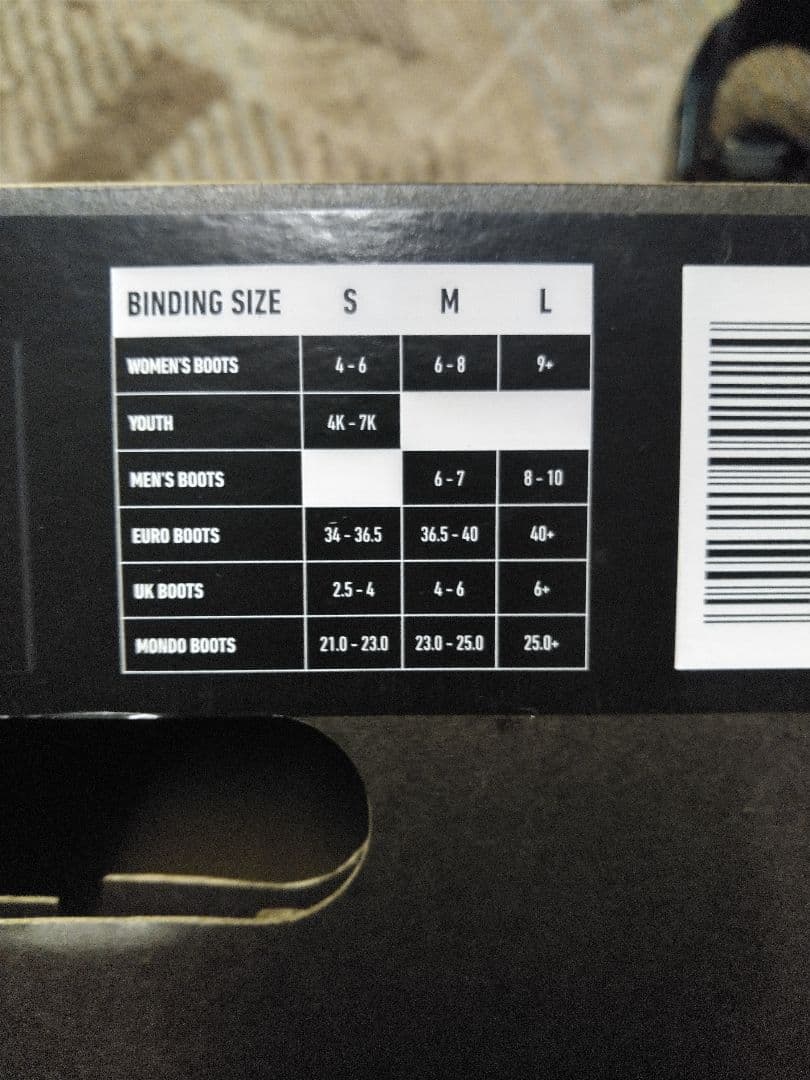 BINDING SIZE S M L
WOMEN'S BOOTS 4 - 6 6 - 8 9+
YOUTH 4K - 7K
MEN'S BOOTS 6 - 7 8 - 10
EURO BOOTS 34 - 36.5 36.5 - 40 40+
UK BOOTS 2.5 - 4 4 - 6 6+
MONDO BOOTS 21.0 - 23.0 23.0 - 25.0 25.0+